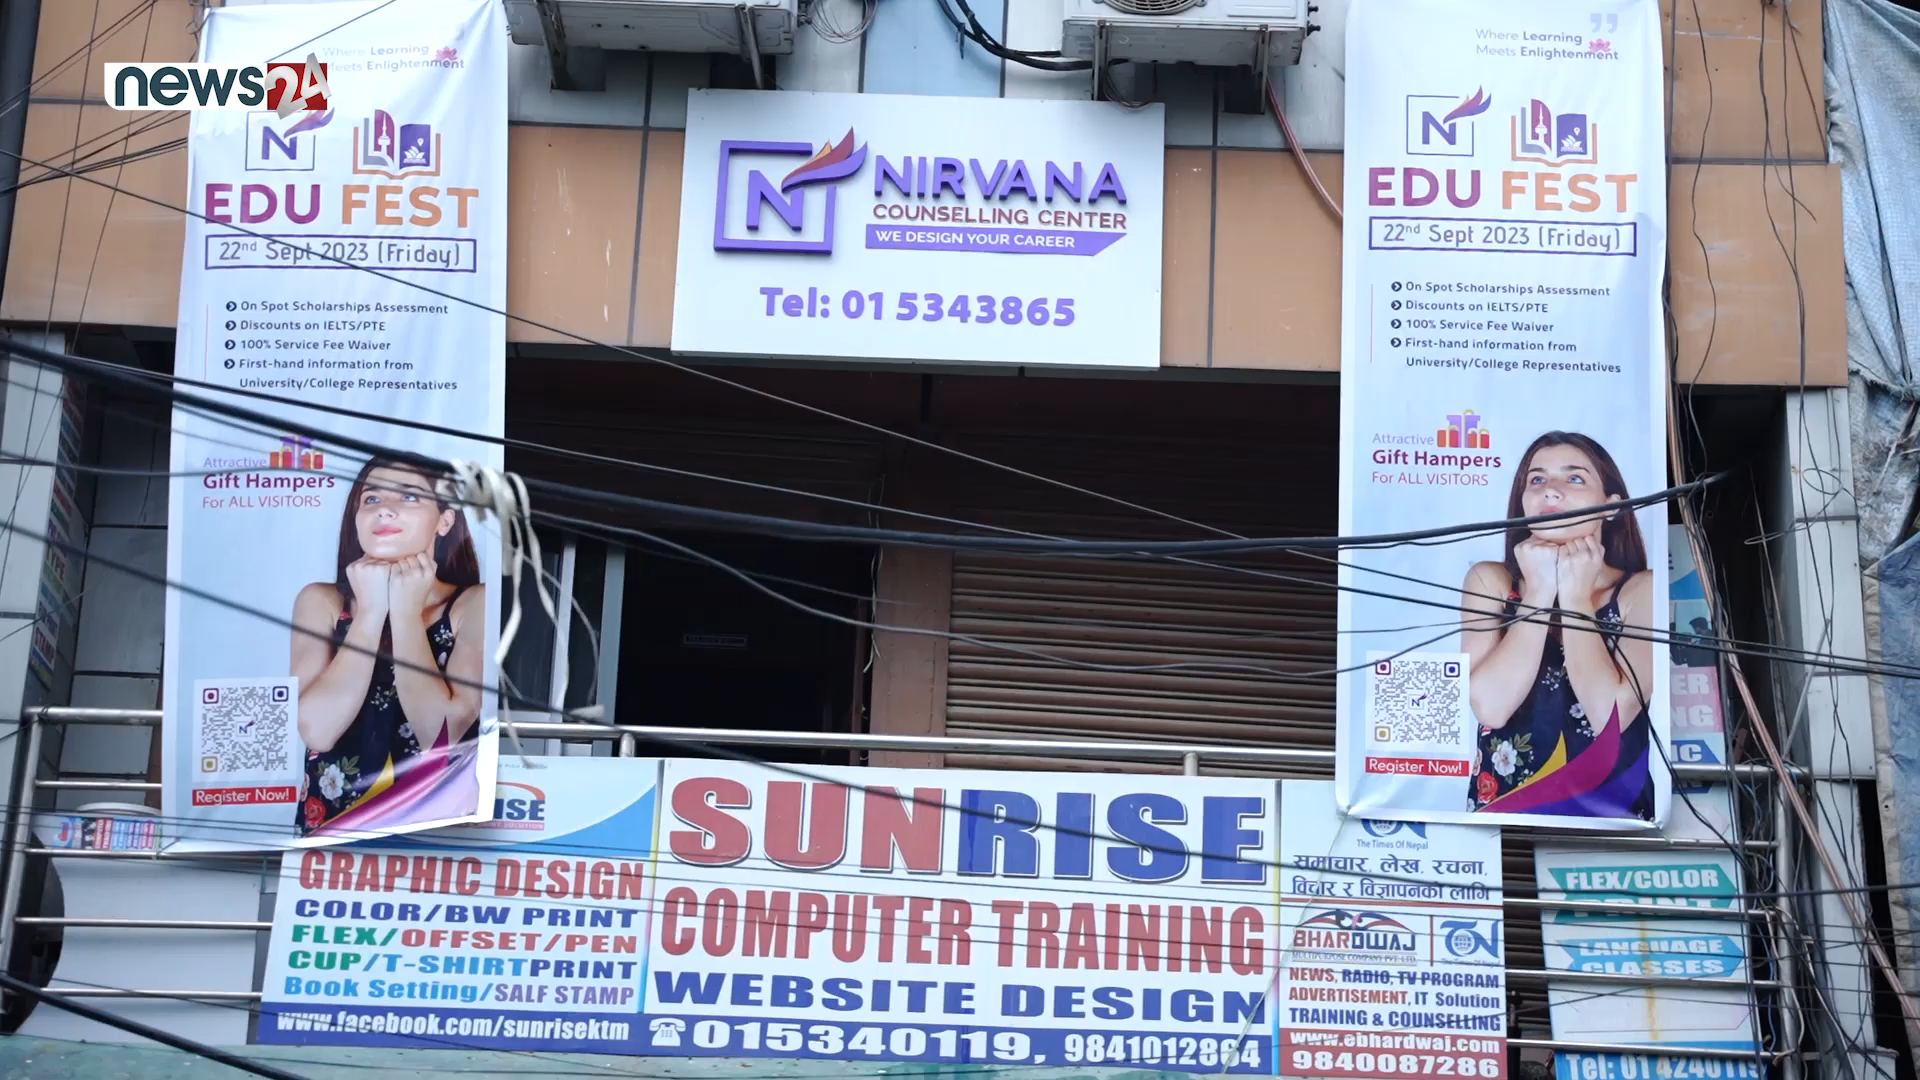 news24
Where Learning
Meets Enlightenment
N
EDU FEST
22nd Sept 2023 (Friday)
On Spot Scholarships Assessment
Discounts on IELTS/PTE
100% Service Fee Waiver
First-hand information from
University/College Representatives
Attractive
Gift Hampers
For ALL VISITORS
Register Now!
N
NIRVANA
COUNSELLING CENTER
WE DESIGN YOUR CAREER
Tel: 01 5343865
Where Learning
Meets Enlightenment
N
EDU FEST
22nd Sept 2023 (Friday)
On Spot Scholarships Assessment
Discounts on IELTS/PTE
100% Service Fee Waiver
First-hand information from
University/College Representatives
Attractive
Gift Hampers
For ALL VISITORS
Register Now!
GRAPHIC DESIGN
COLOR/BW PRINT
FLEX/OFFSET/PEN
CUP/T-SHIRT PRINT
Book Setting/SALF STAMP
www.facebook.com/sunrisektm
SUNRISE
COMPUTER TRAINING
WEBSITE DESIGN
015340119, 9841012864
The Times Of Nepal
समाचार, लेख, रचना,
विचार र विज्ञापनको लागि
BHARDWAJ
NEWS, RADIO, TV PROGRAM
ADVERTISEMENT, IT Solution
TRAINING & COUNSELLING
www.ebhardwaj.com
9840087286
FLEX/COLOR
PRINT
LANGUAGE
CLASSES
Tel: 01 424011